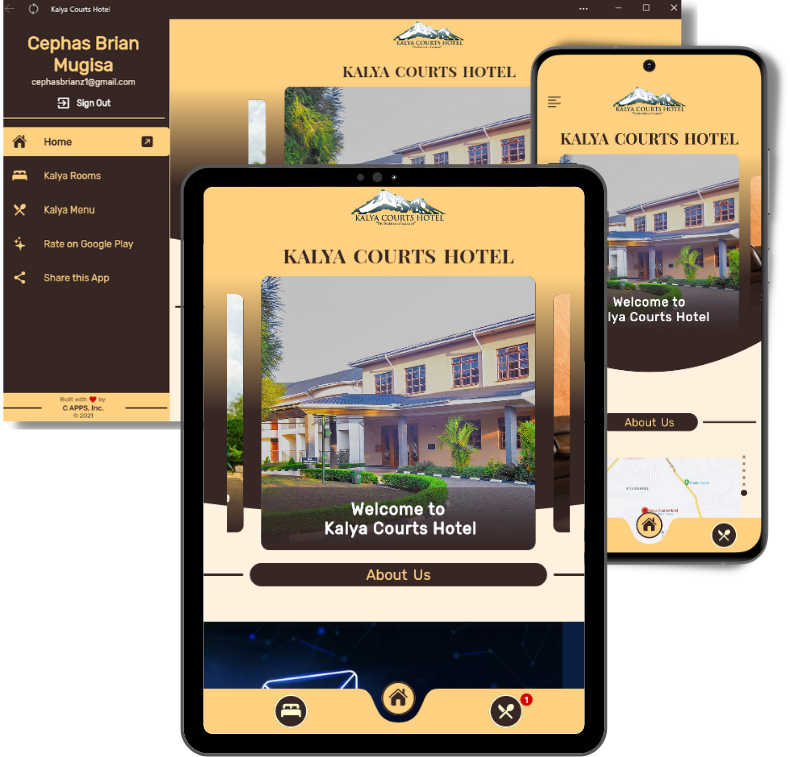 Kalya Courts Hotel
Cephas Brian
Mugisa
cephasbrianz1@gmail.com
Sign Out
Home
Kalya Rooms
Kalya Menu
Rate on Google Play
Share this App
Built with ❤ by
C APPS, Inc.
© 2021
KALYA COURTS HOTEL
KALYA COURTS HOTEL
KALYA COURTS HOTEL
KALYA COURTS HOTEL
Welcome to
Kalya Courts Hotel
About Us
1
KALYA COURTS HOTEL
KALYA COURTS HOTEL
Welcome to
lya Courts Hotel
About Us